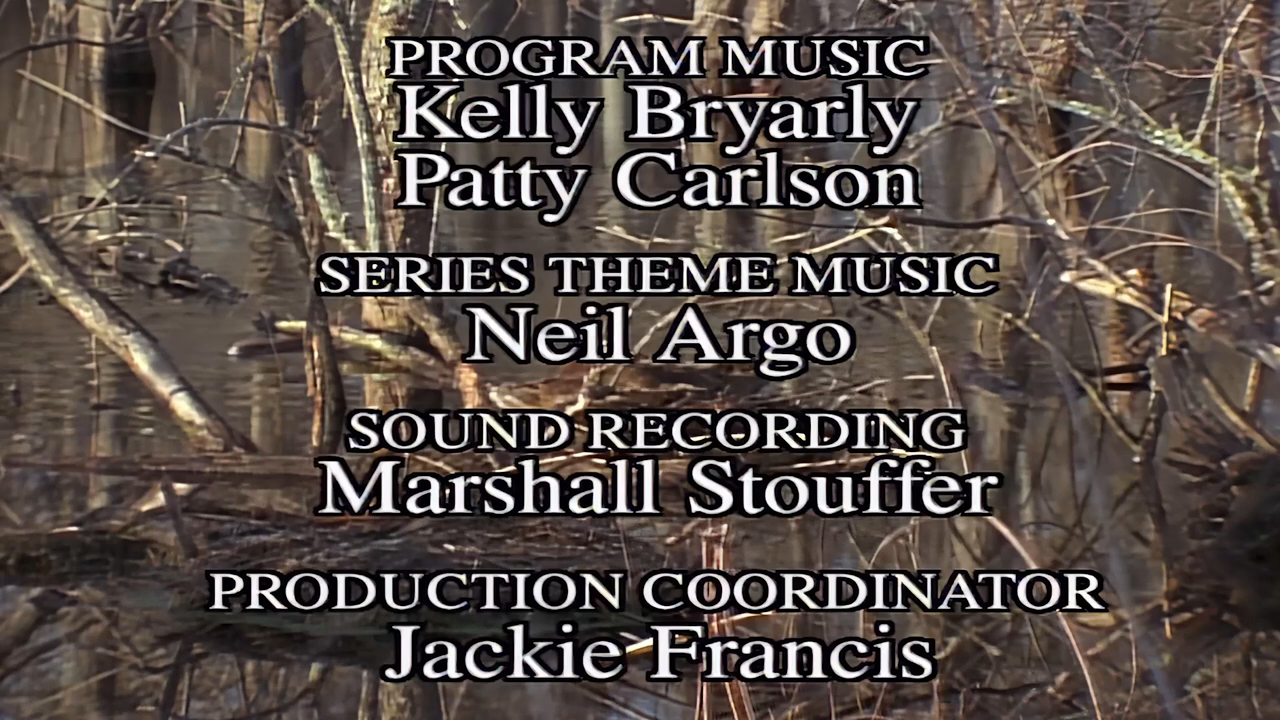 PROGRAM MUSIC
Kelly Bryarly
Patty Carlson
SERIES THEME MUSIC
Neil Argo
SOUND RECORDING
Marshall Stouffer
PRODUCTION COORDINATOR
Jackie Francis